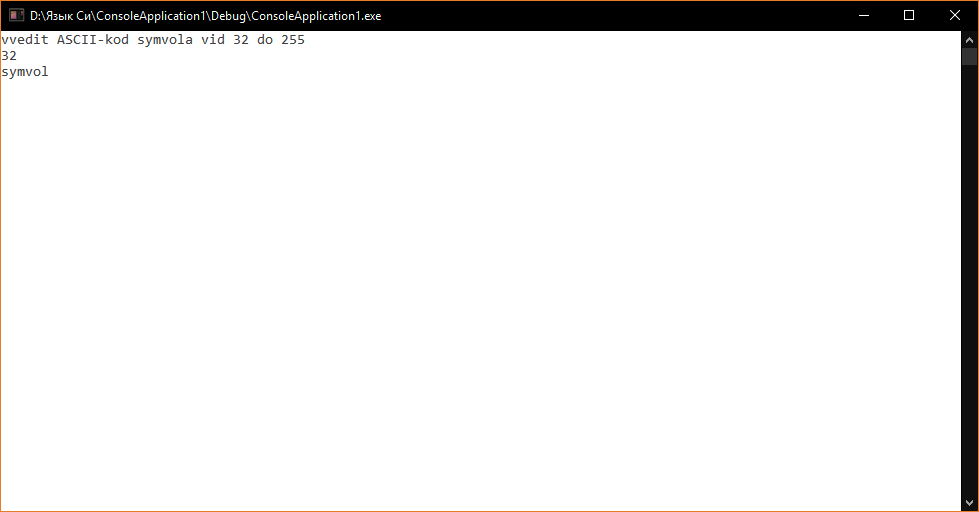 D:\Язык Си\ConsoleApplication1\Debug\ConsoleApplication1.exe
vvedit ASCII-kod symvola vid 32 do 255
32
symvol